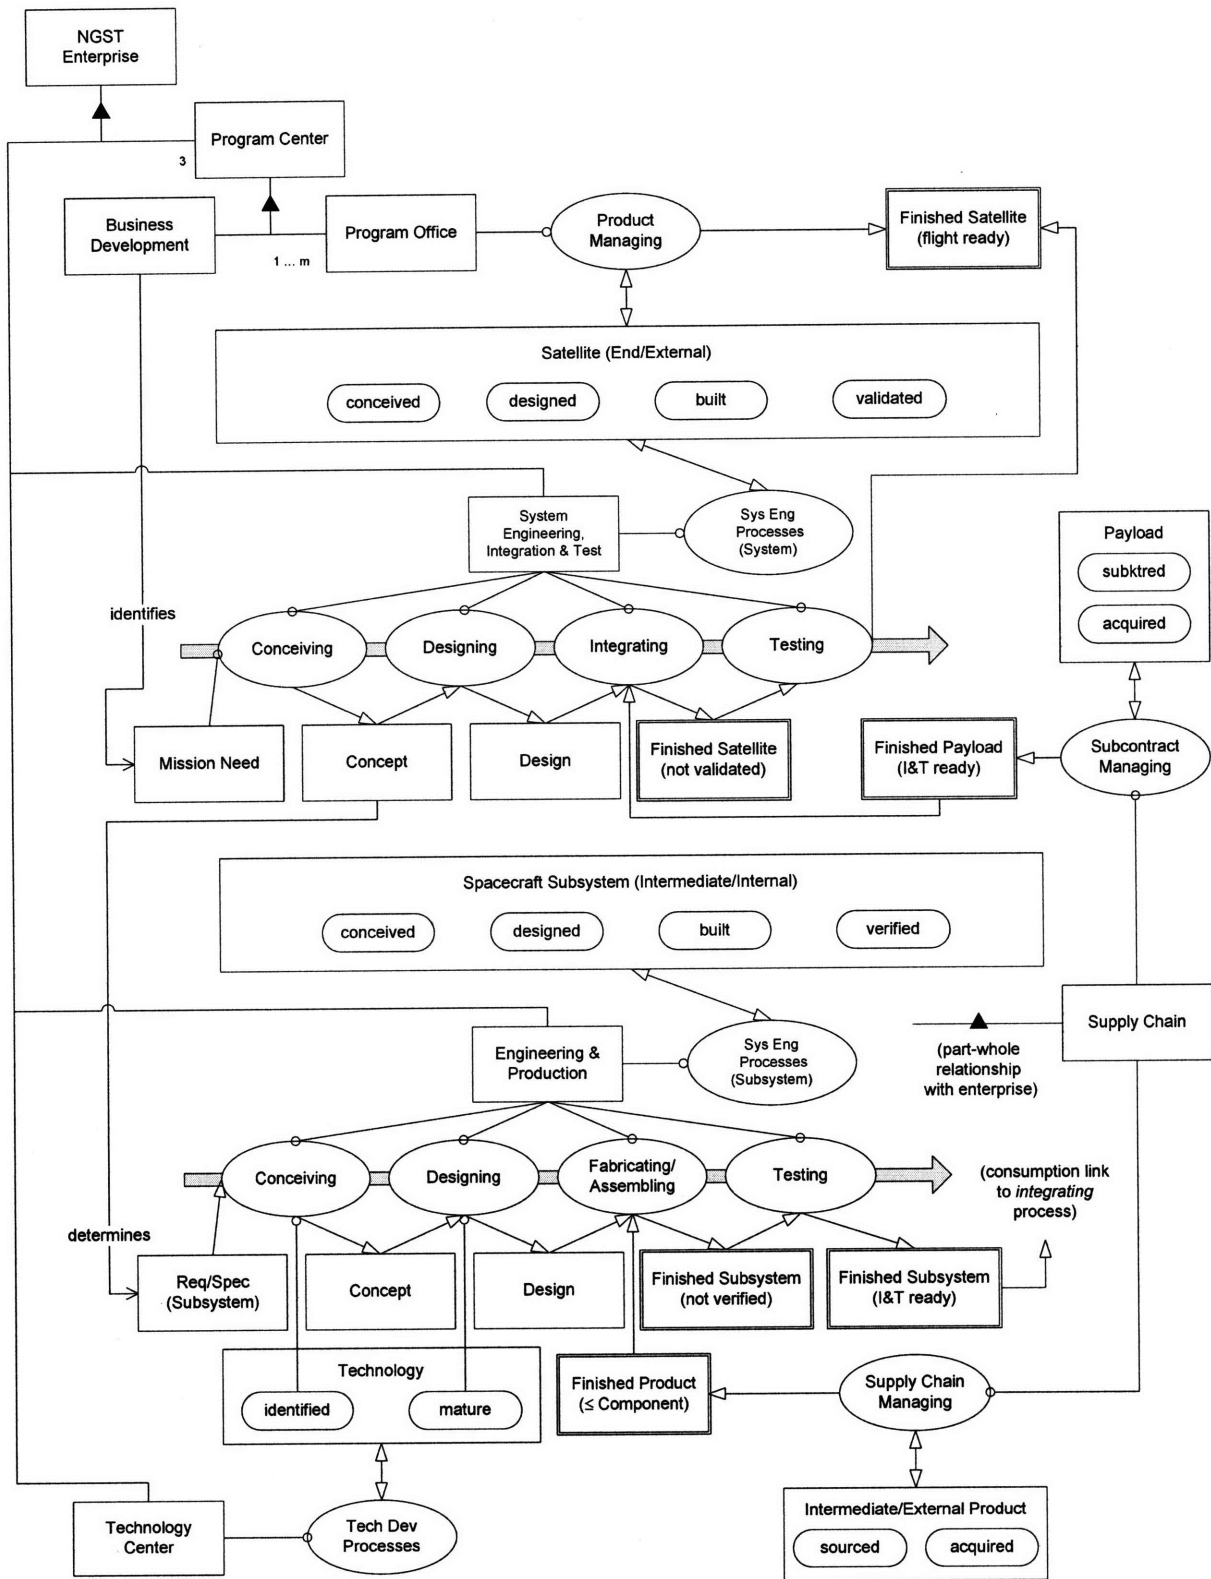 NGST
Enterprise
Program Center
3
Business
Development
1 ... m
Program Office
Product
Managing
Finished Satellite
(flight ready)
Satellite (End/External)
conceived
designed
built
validated
System
Engineering,
Integration & Test
Sys Eng
Processes
(System)
Payload
subktred
acquired
identifies
Conceiving
Designing
Integrating
Testing
Mission Need
Concept
Design
Finished Satellite
(not validated)
Finished Payload
(I&T ready)
Subcontract
Managing
Spacecraft Subsystem (Intermediate/Internal)
conceived
designed
built
verified
Engineering &
Production
Sys Eng
Processes
(Subsystem)
Supply Chain
(part-whole
relationship
with enterprise)
Conceiving
Designing
Fabricating/
Assembling
Testing
(consumption link
to integrating
process)
determines
Req/Spec
(Subsystem)
Concept
Design
Finished Subsystem
(not verified)
Finished Subsystem
(I&T ready)
Technology
identified
mature
Finished Product
(≤ Component)
Supply Chain
Managing
Technology
Center
Tech Dev
Processes
Intermediate/External Product
sourced
acquired